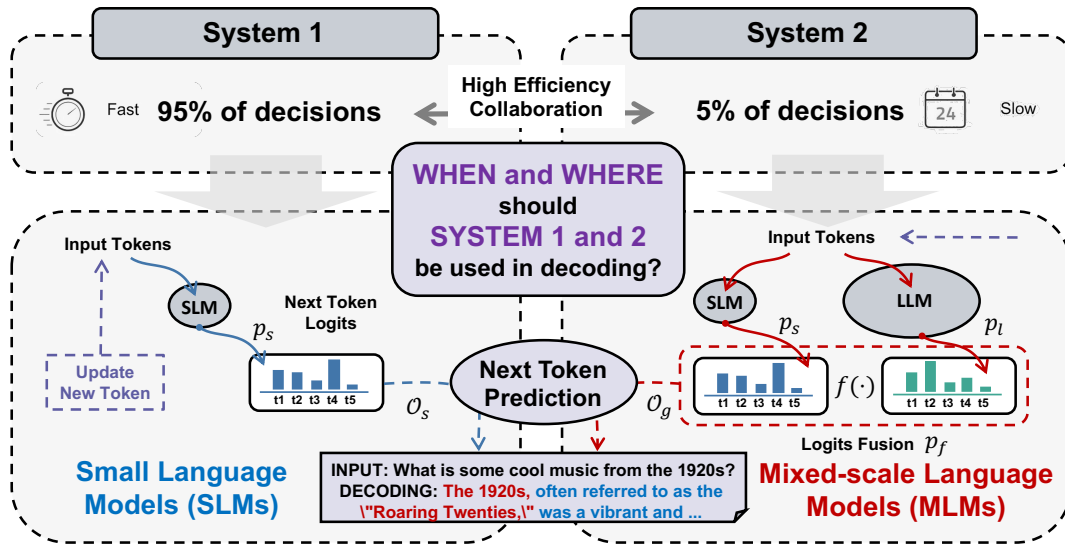 System 1
System 2
Fast
95% of decisions
High Efficiency
Collaboration
5% of decisions
24
Slow
WHEN and WHERE
should
SYSTEM 1 and 2
be used in decoding?
Input Tokens
SLM
Next Token
Logits
p_s
Update
New Token
t1 t2 t3 t4 t5
O_s
Next Token
Prediction
Input Tokens
SLM
LLM
p_s
p_l
t1 t2 t3 t4 t5
f(·)
t1 t2 t3 t4 t5
O_g
Logits Fusion p_f
Small Language
Models (SLMs)
INPUT: What is some cool music from the 1920s?
DECODING: The 1920s, often referred to as the
\"Roaring Twenties,\" was a vibrant and ...
Mixed-scale Language
Models (MLMs)